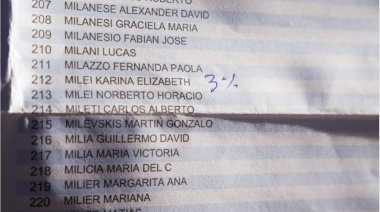 ROBERTO
207 MILANESE ALEXANDER DAVID
208 MILANESI GRACIELA MARIA
209 MILANESIO FABIAN JOSE
210 MILANI LUCAS
211 MILAZZO FERNANDA PAOLA
212 MILEI KARINA ELIZABETH 3%
213 MILEI NORBERTO HORACIO
214 MILETI CARLOS ALBERTO
215 MILEVSKIS MARTIN GONZALO
216 MILIA GUILLERMO DAVID
217 MILIA MARIA VICTORIA
218 MILICIA MARIA DEL C
219 MILIER MARGARITA ANA
220 MILIER MARIANA
MATIAS